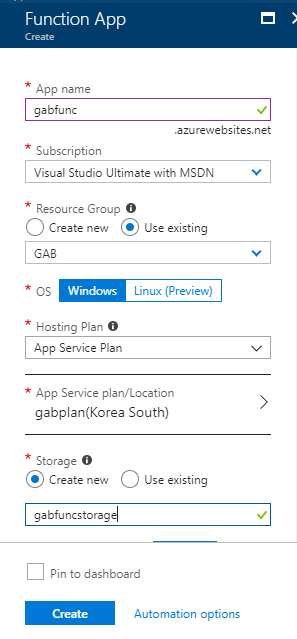 Function App
Create
* App name
gabfunc
.azurewebsites.net
* Subscription
Visual Studio Ultimate with MSDN
* Resource Group
Create new Use existing
GAB
* OS Windows Linux (Preview)
* Hosting Plan
App Service Plan
* App Service plan/Location
gabplan(Korea South)
* Storage
Create new Use existing
gabfuncstorage
Pin to dashboard
Create Automation options